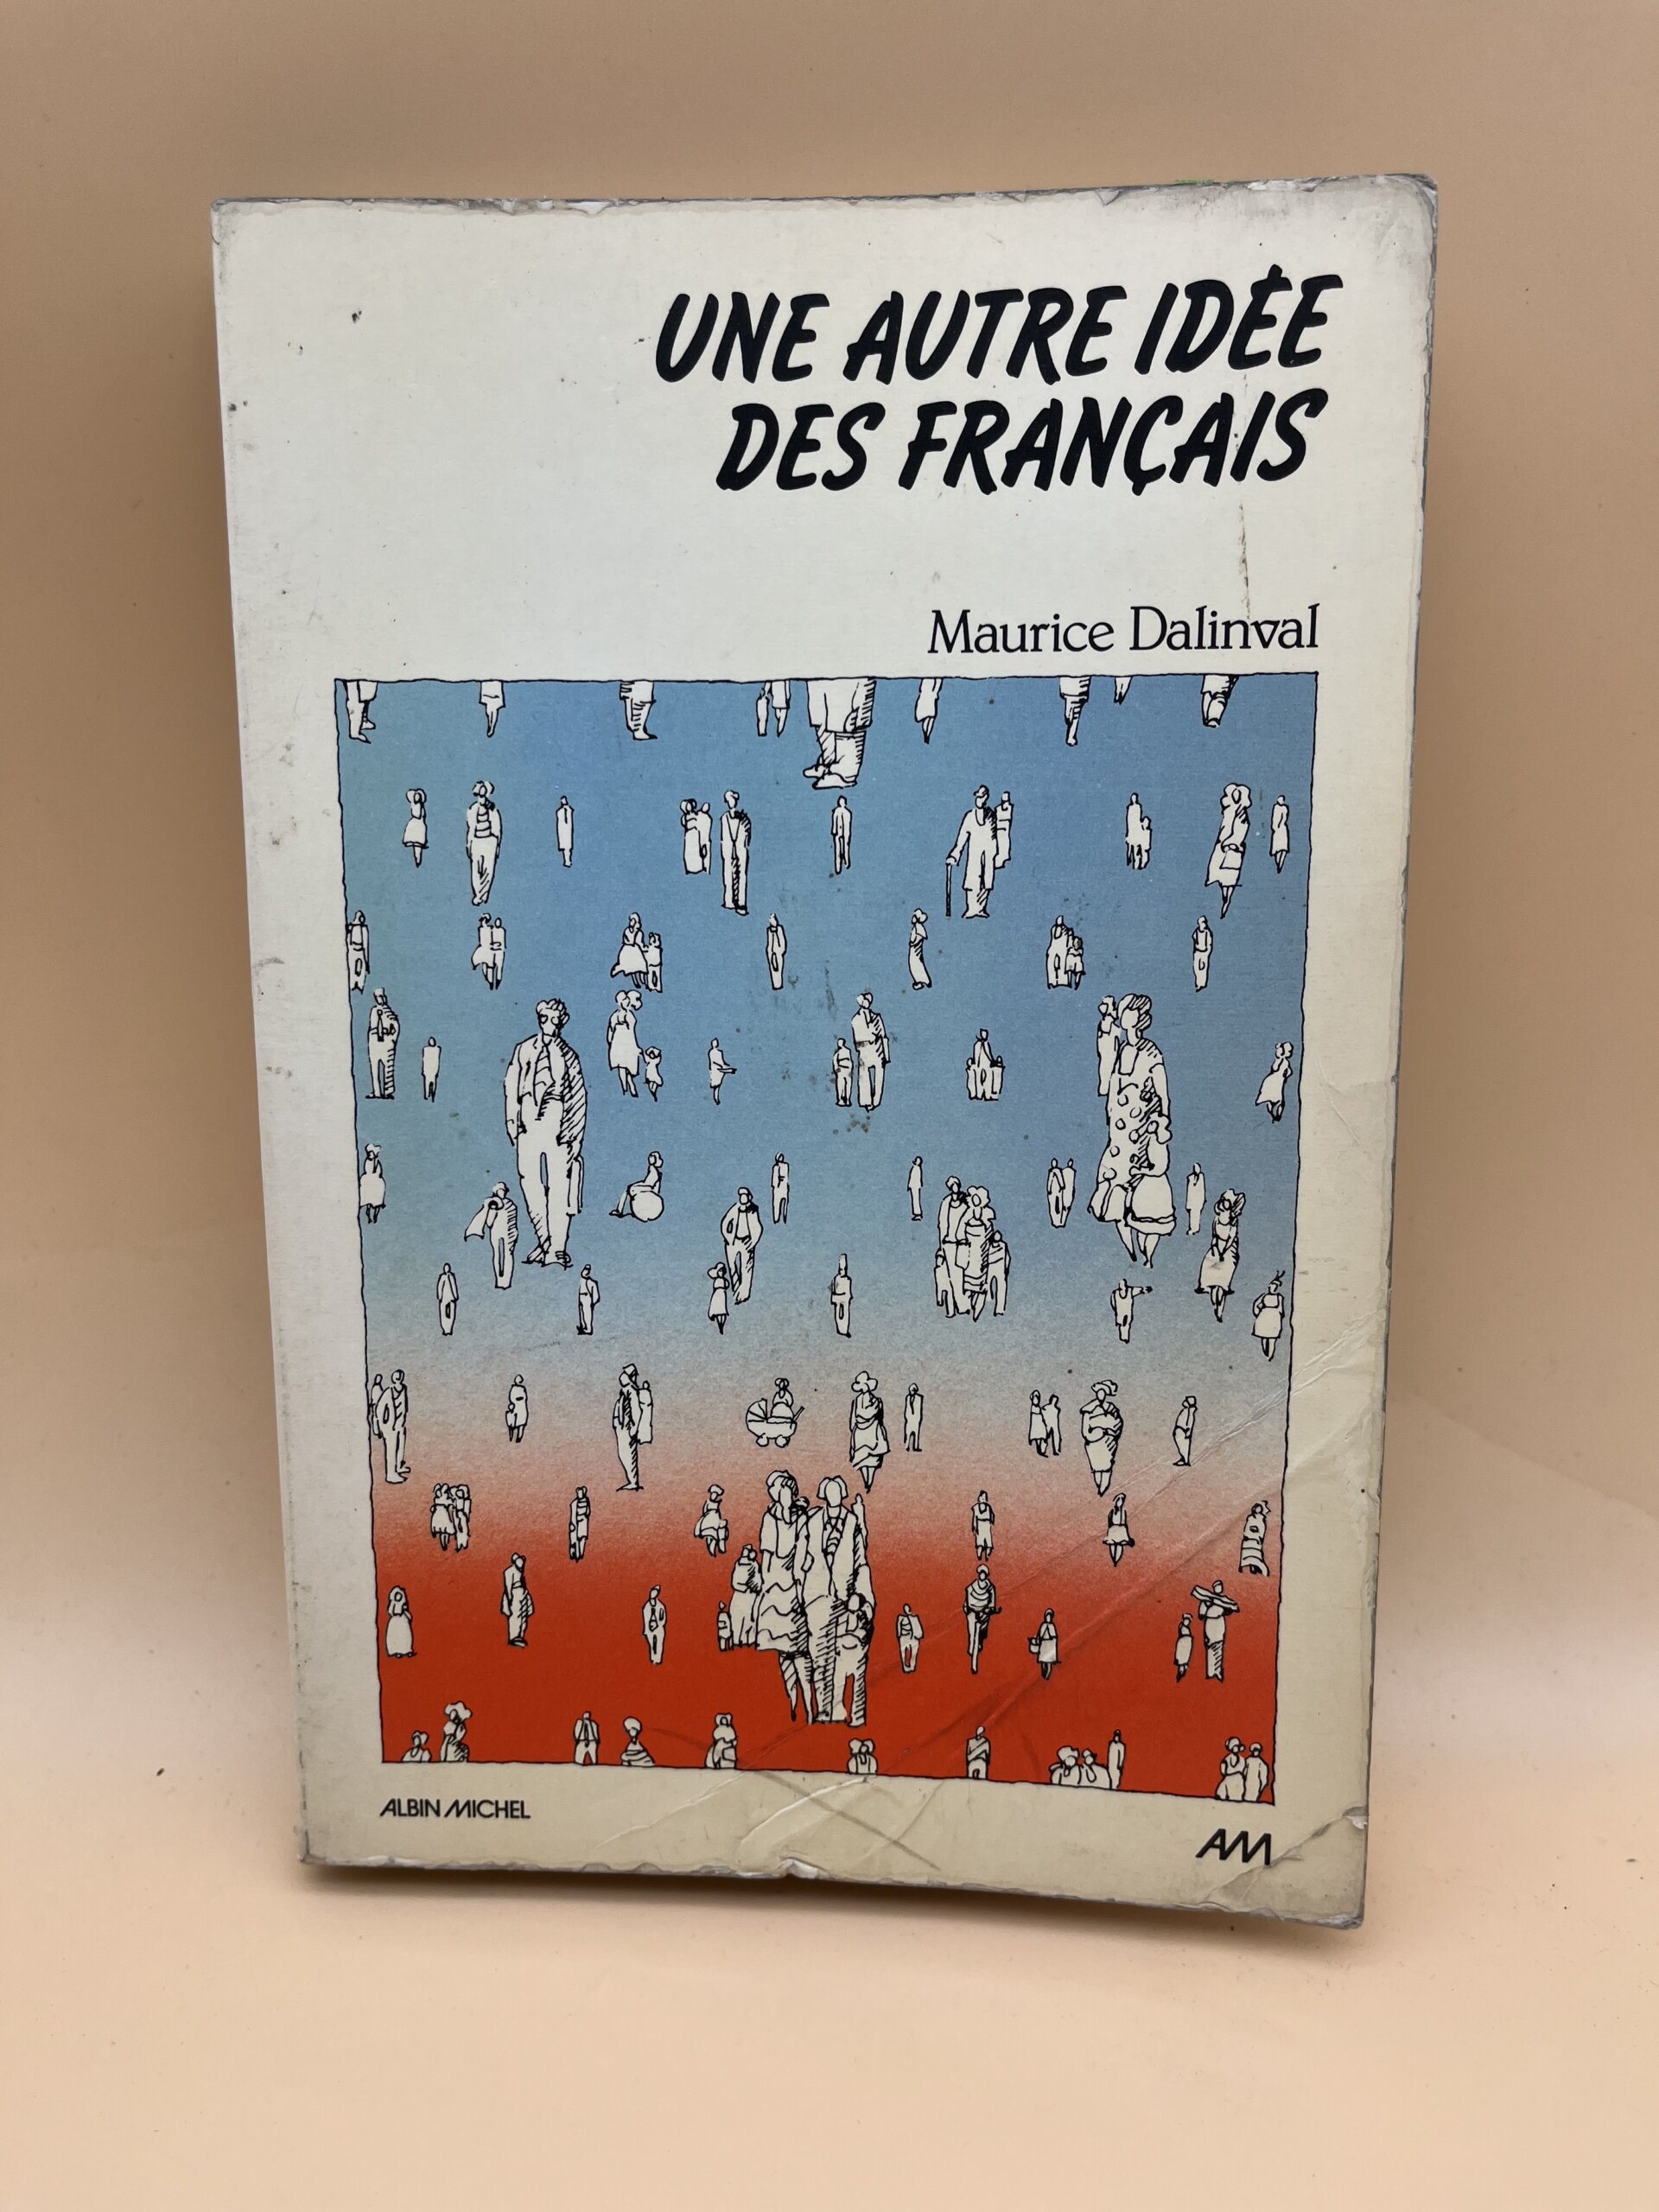 UNE AUTRE IDÉE
DES FRANÇAIS
Maurice Dalinval
ALBIN MICHEL
AM